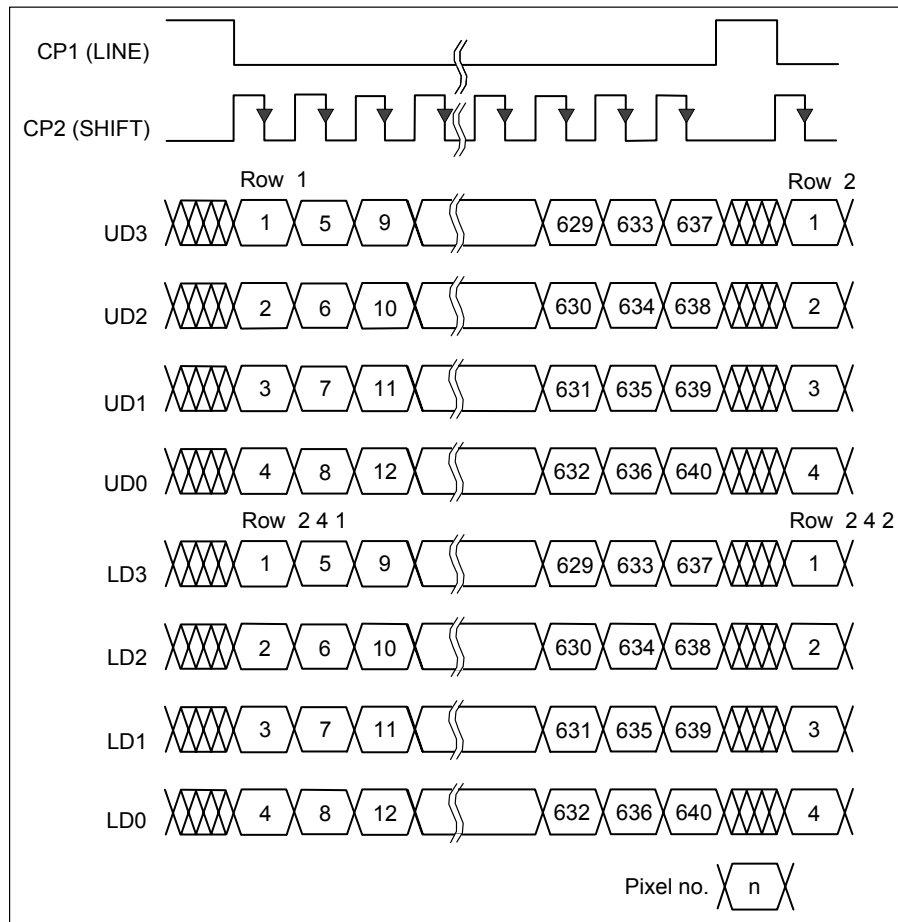 CP1 (LINE)
CP2 (SHIFT)
Row 1 Row 2
UD3 1 5 9 629 633 637 1
UD2 2 6 10 630 634 638 2
UD1 3 7 11 631 635 639 3
UD0 4 8 12 632 636 640 4
Row 2 4 1 Row 2 4 2
LD3 1 5 9 629 633 637 1
LD2 2 6 10 630 634 638 2
LD1 3 7 11 631 635 639 3
LD0 4 8 12 632 636 640 4
Pixel no. n